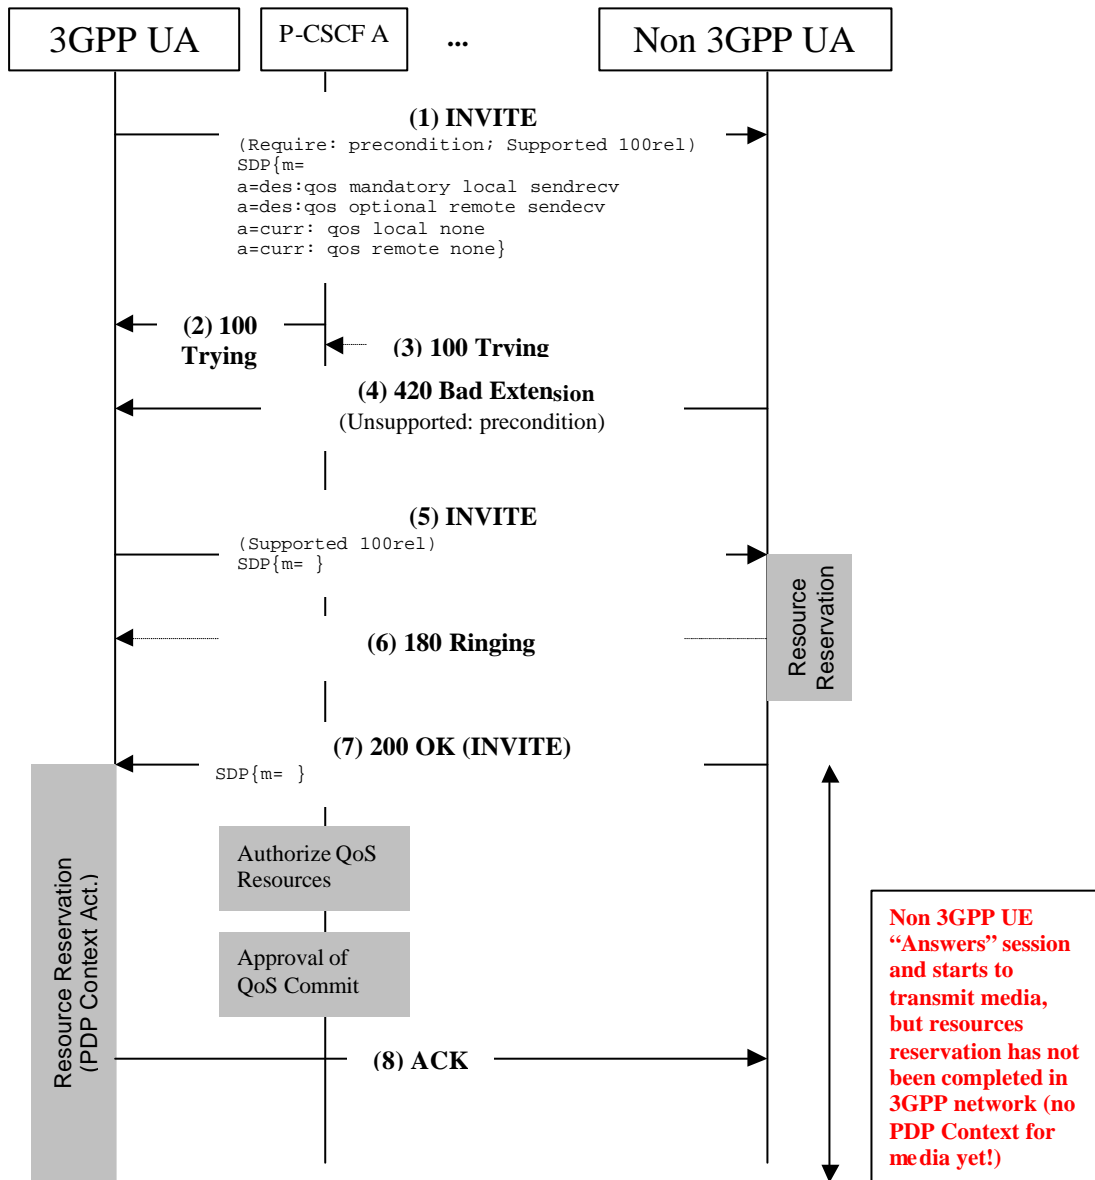 3GPP UA
P-CSCF A
...
Non 3GPP UA
(1) INVITE
(Require: precondition; Supported 100rel)
SDP{m=
a=des:qos mandatory local sendrecv
a=des:qos optional remote sendecv
a=curr: qos local none
a=curr: qos remote none}
(2) 100
Trying
(3) 100 Trying
(4) 420 Bad Extension
(Unsupported: precondition)
(5) INVITE
(Supported 100rel)
SDP{m= }
Resource
Reservation
(6) 180 Ringing
(7) 200 OK (INVITE)
SDP{m= }
Resource Reservation
(PDP Context Act.)
Authorize QoS
Resources
Approval of
QoS Commit
(8) ACK
Non 3GPP UE
“Answers” session
and starts to
transmit media,
but resources
reservation has not
been completed in
3GPP network (no
PDP Context for
media yet!)